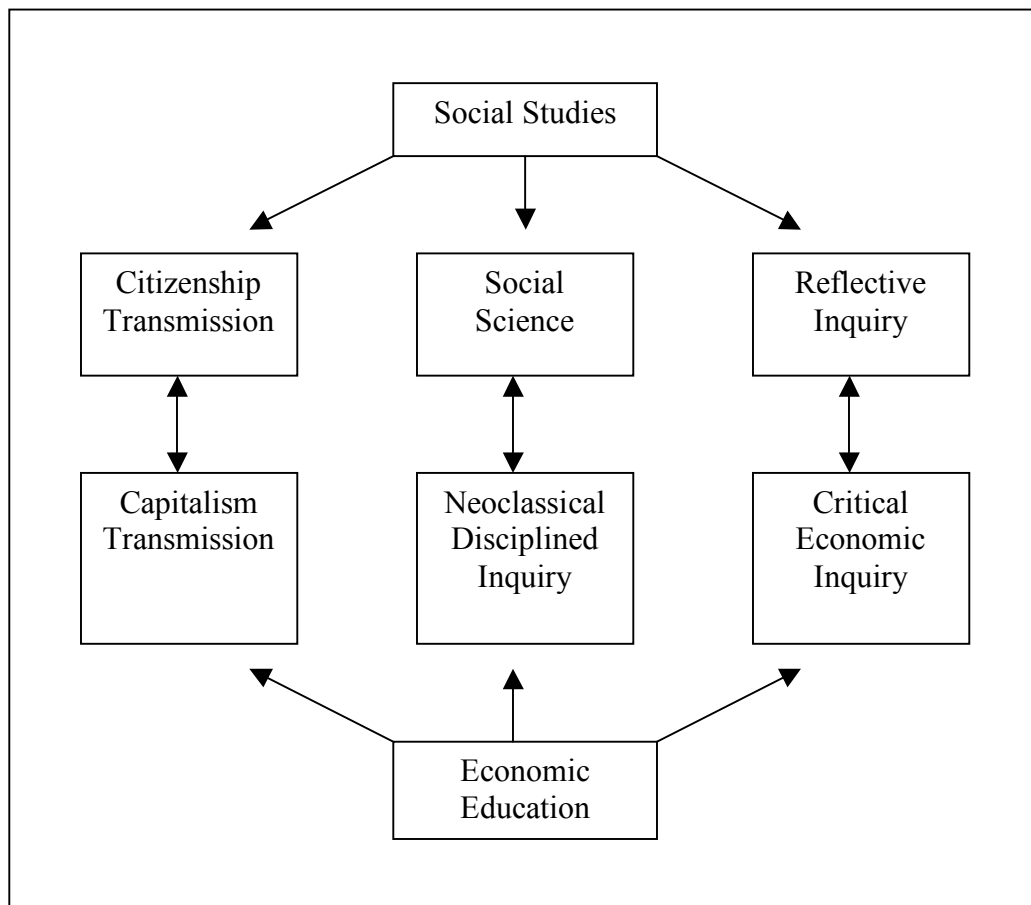 Social Studies
Citizenship
Transmission
Social
Science
Reflective
Inquiry
Capitalism
Transmission
Neoclassical
Disciplined
Inquiry
Critical
Economic
Inquiry
Economic
Education